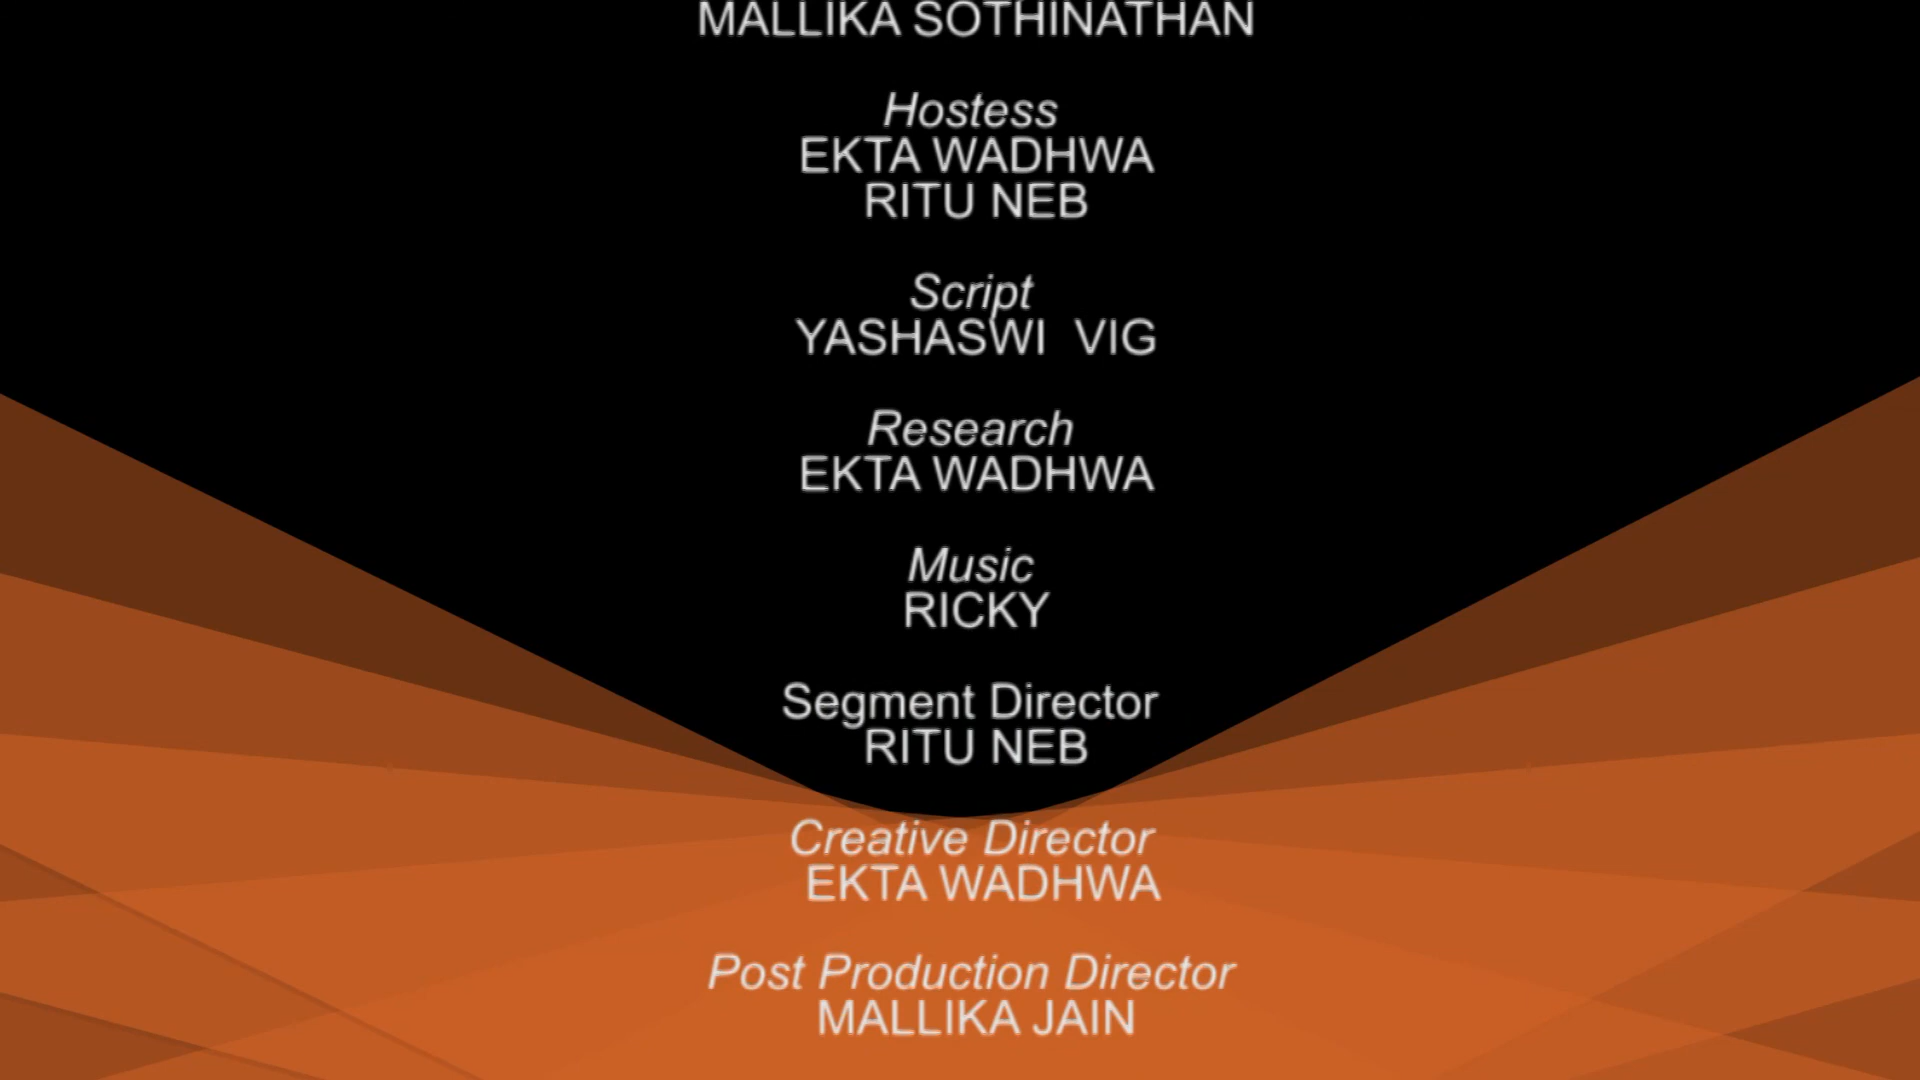 MALLIKA SOTHINATHAN
Hostess
EKTA WADHWA
RITU NEB
Script
YASHASWI  VIG
Research
EKTA WADHWA
Music
RICKY
Segment Director
RITU NEB
Creative Director
EKTA WADHWA
Post Production Director
MALLIKA JAIN